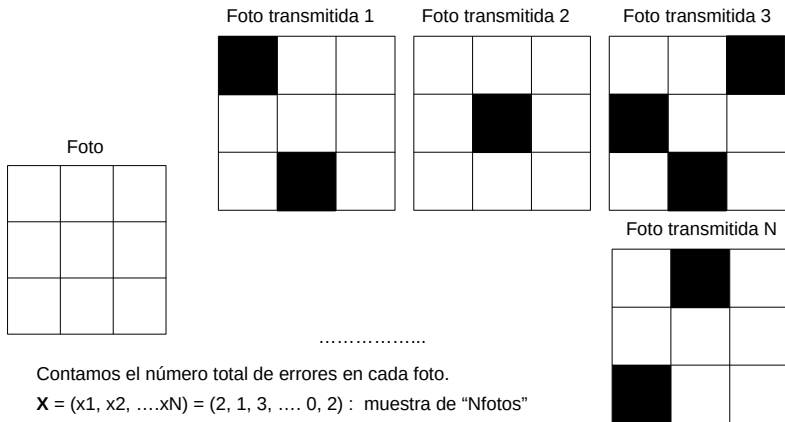 Foto transmitida 1
Foto transmitida 2
Foto transmitida 3
Foto
Foto transmitida N
……………...
Contamos el número total de errores en cada foto.
X = (x1, x2, ….xN) = (2, 1, 3, …. 0, 2) : muestra de “Nfotos”